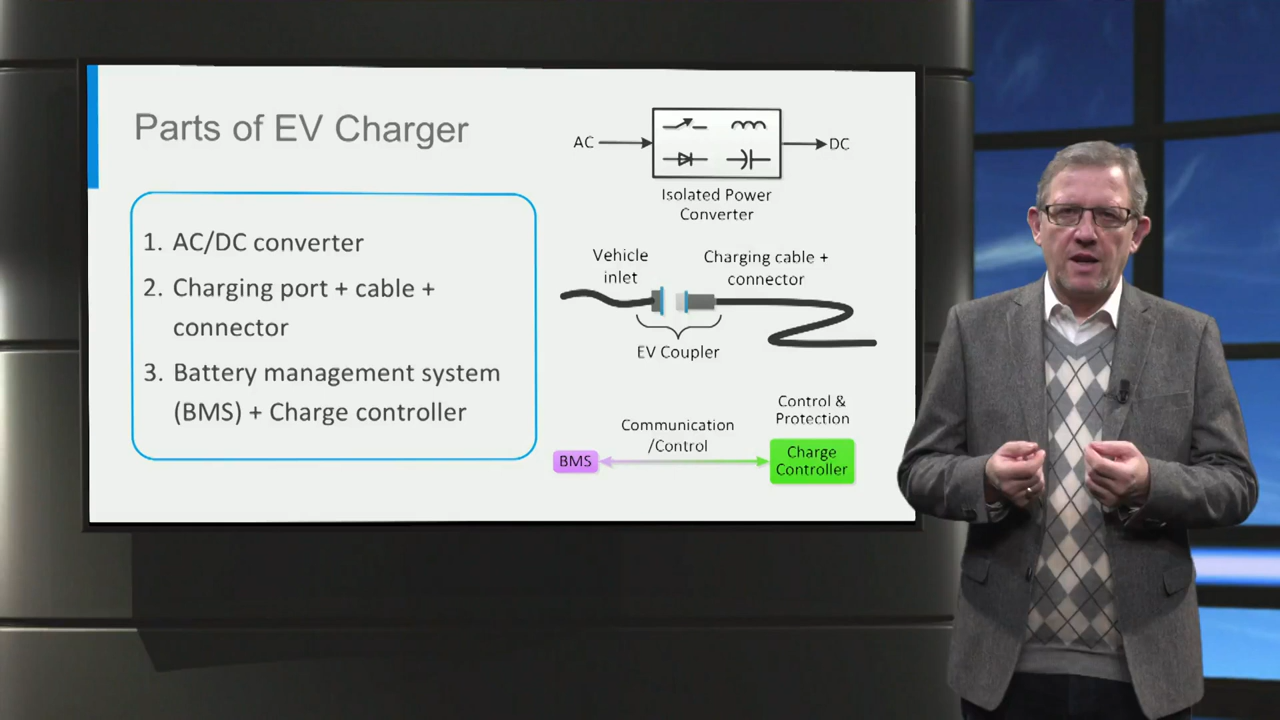 Parts of EV Charger
1. AC/DC converter
2. Charging port + cable +
connector
3. Battery management system
(BMS) + Charge controller
AC
DC
Isolated Power
Converter
Vehicle
inlet
Charging cable +
connector
EV Coupler
Control &
Protection
Communication
/Control
BMS
Charge
Controller